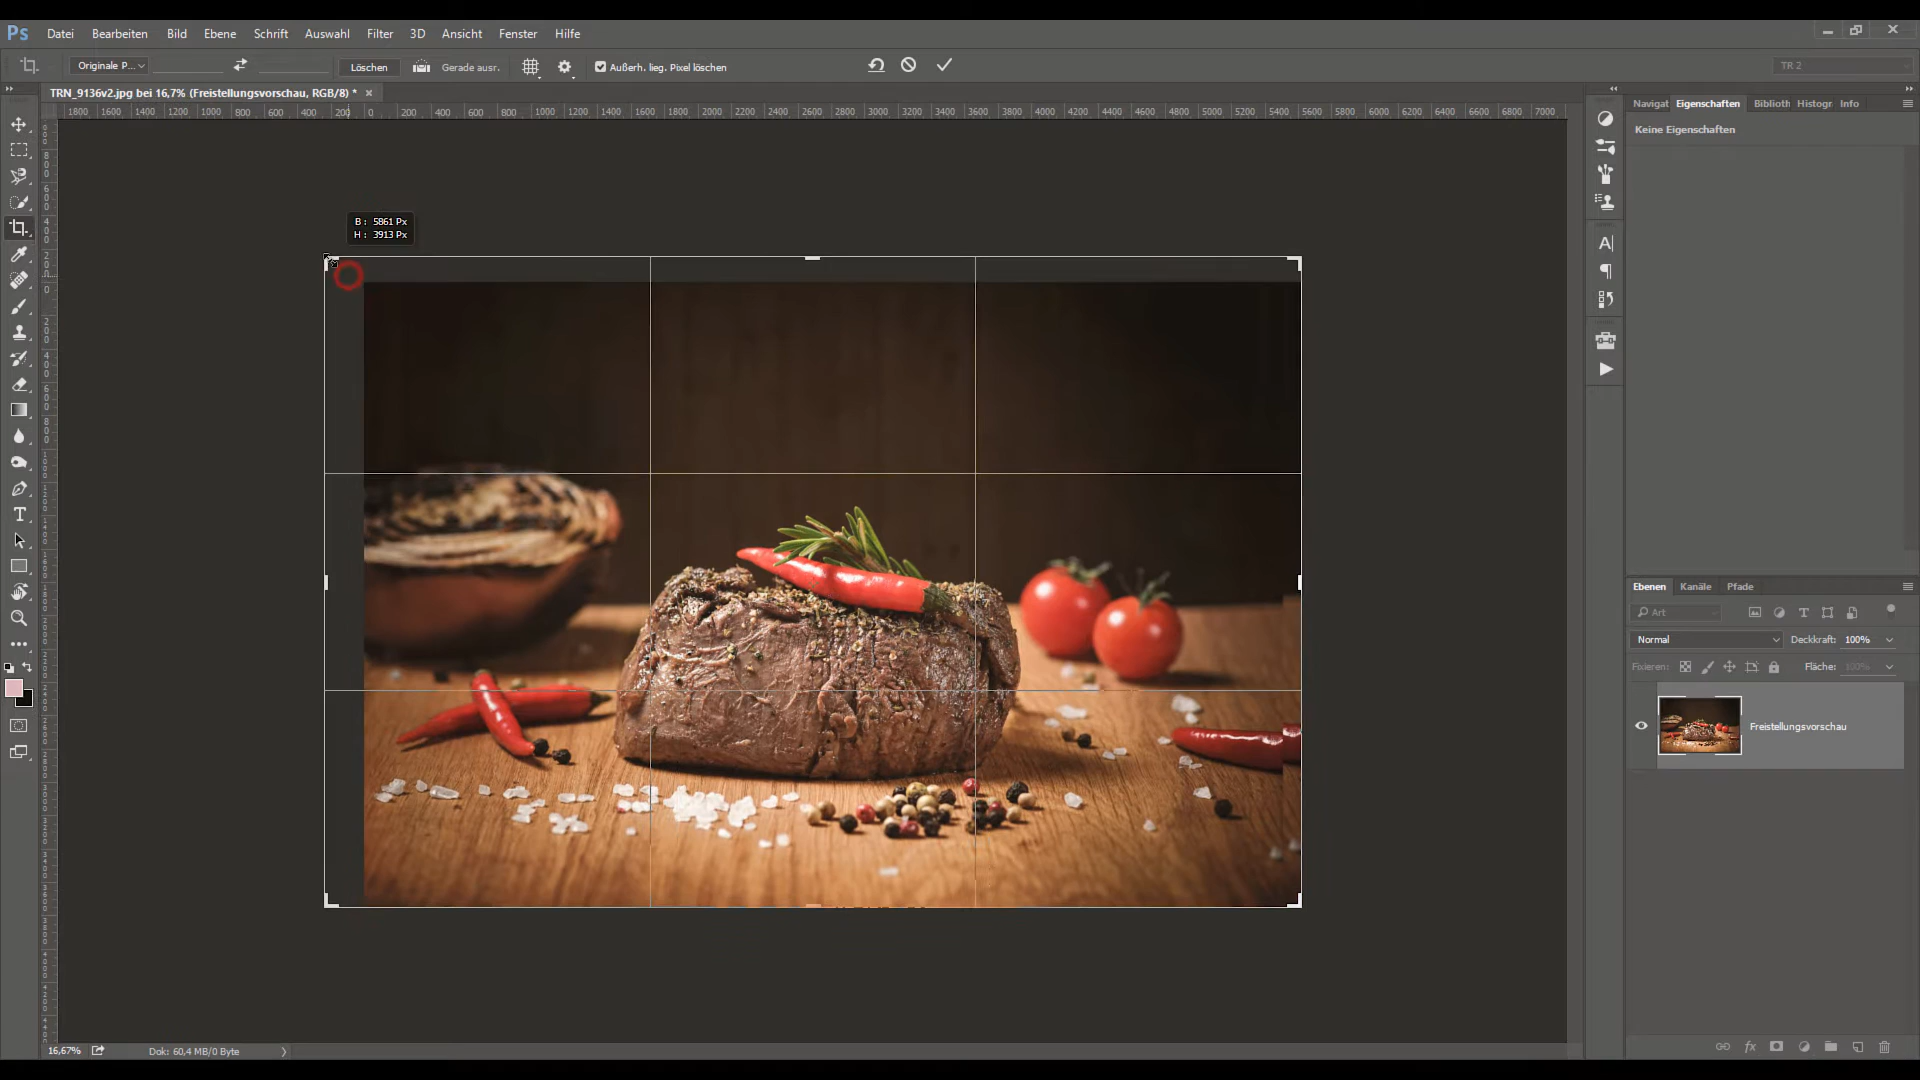 Ps Datei Bearbeiten Bild Ebene Schrift Auswahl Filter 3D Ansicht Fenster Hilfe
Originale P... Löschen Gerade ausr. Außerh. lieg. Pixel löschen TR 2
TRN_9136v2.jpg bei 16,7% (Freistellungsvorschau, RGB/8) * ×
1800 1600 1400 1200 1000 800 600 400 200 0 200 400 600 800 1000 1200 1400 1600 1800 2000 2200 2400 2600 2800 3000 3200 3400 3600 3800 4000 4200 4400 4600 4800 5000 5200 5400 5600 5800 6000 6200 6400 6600 6800 7000
Navigat Eigenschaften Biblioth Histogr Info
Keine Eigenschaften
B : 5861 Px
H : 3913 Px
Ebenen Kanäle Pfade
Art
Normal Deckkraft: 100%
Fixieren: Fläche: 100%
Freistellungsvorschau
16,67% Dok: 60,4 MB/0 Byte